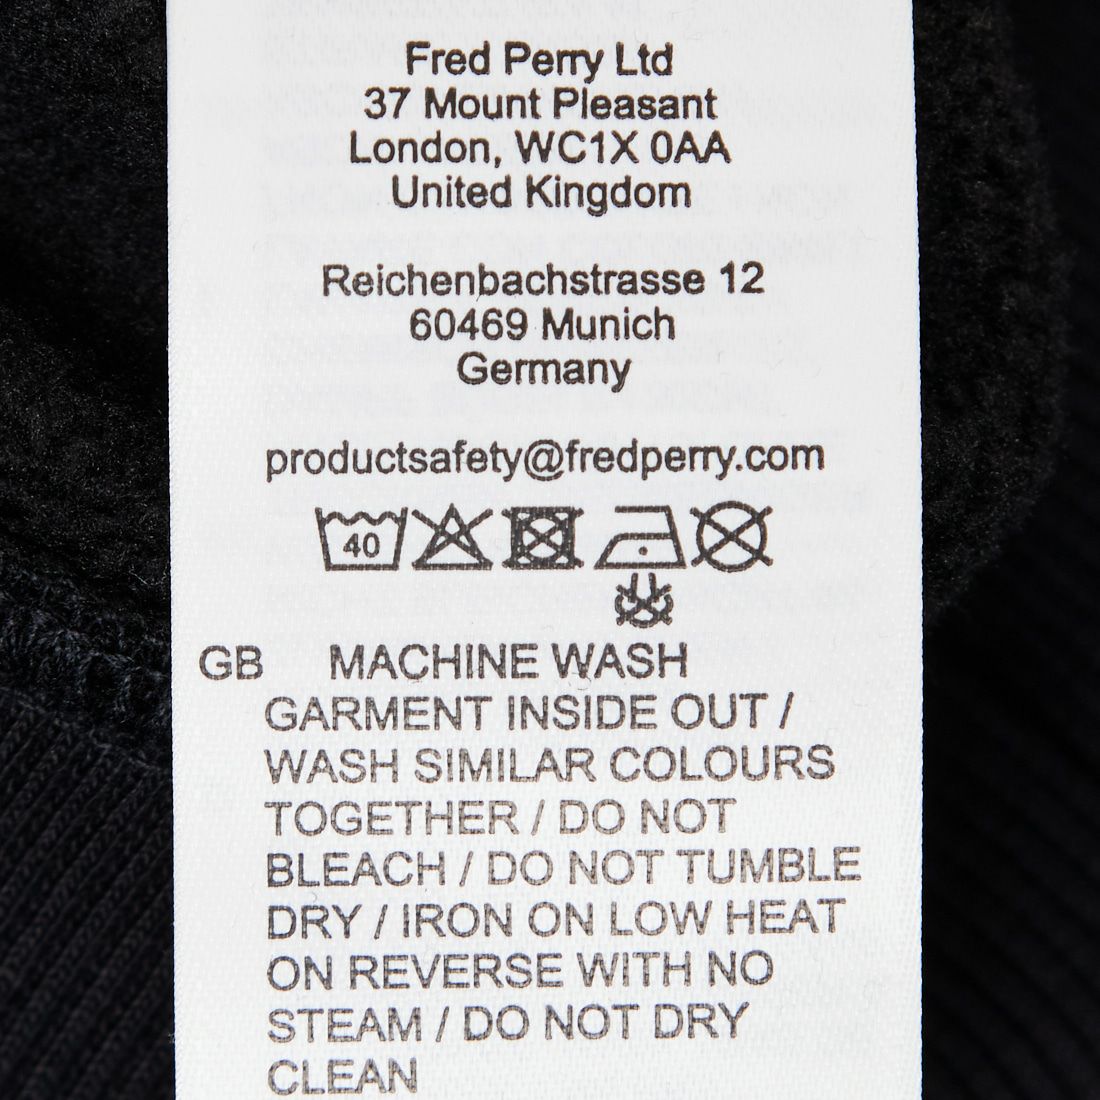 Fred Perry Ltd
37 Mount Pleasant
London, WC1X 0AA
United Kingdom
Reichenbachstrasse 12
60469 Munich
Germany
productsafety@fredperry.com
40
GB MACHINE WASH
GARMENT INSIDE OUT /
WASH SIMILAR COLOURS
TOGETHER / DO NOT
BLEACH / DO NOT TUMBLE
DRY / IRON ON LOW HEAT
ON REVERSE WITH NO
STEAM / DO NOT DRY
CLEAN